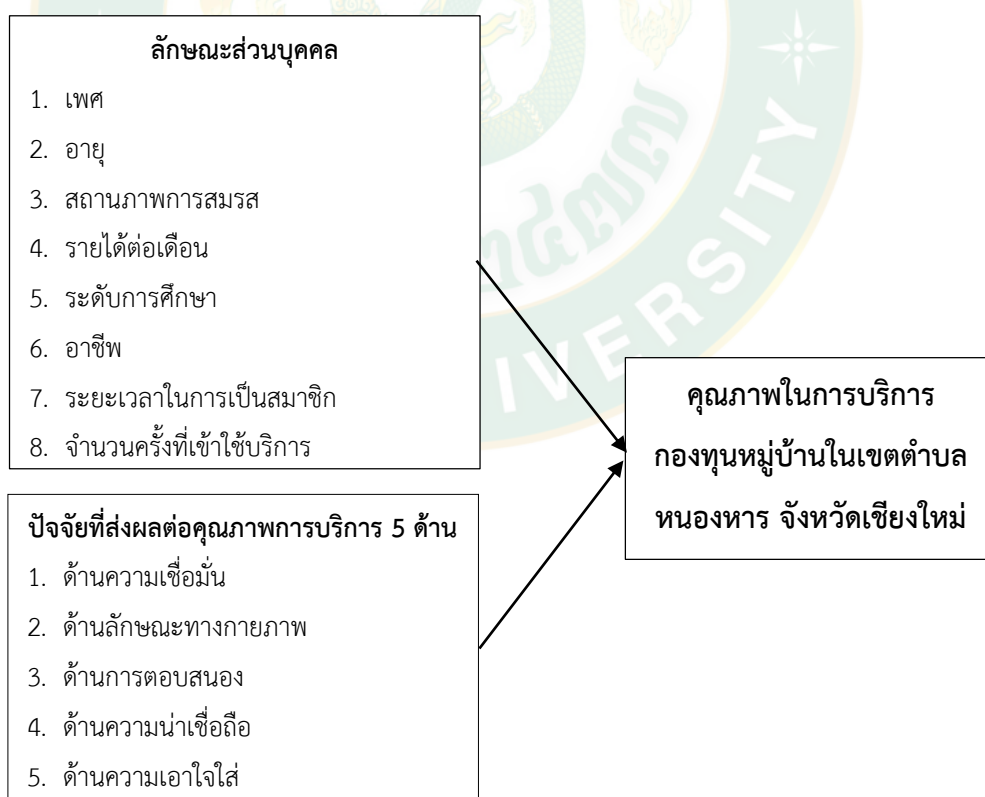 ลักษณะส่วนบุคคล
1. เพศ
2. อายุ
3. สถานภาพการสมรส
4. รายได้ต่อเดือน
5. ระดับการศึกษา
6. อาชีพ
7. ระยะเวลาในการเป็นสมาชิก
8. จำนวนครั้งที่เข้าใช้บริการ
ปัจจัยที่ส่งผลต่อคุณภาพการบริการ 5 ด้าน
1. ด้านความเชื่อมั่น
2. ด้านลักษณะทางกายภาพ
3. ด้านการตอบสนอง
4. ด้านความน่าเชื่อถือ
5. ด้านความเอาใจใส่
คุณภาพในการบริการ
กองทุนหมู่บ้านในเขตตำบล
หนองหาร จังหวัดเชียงใหม่
IVERSITY